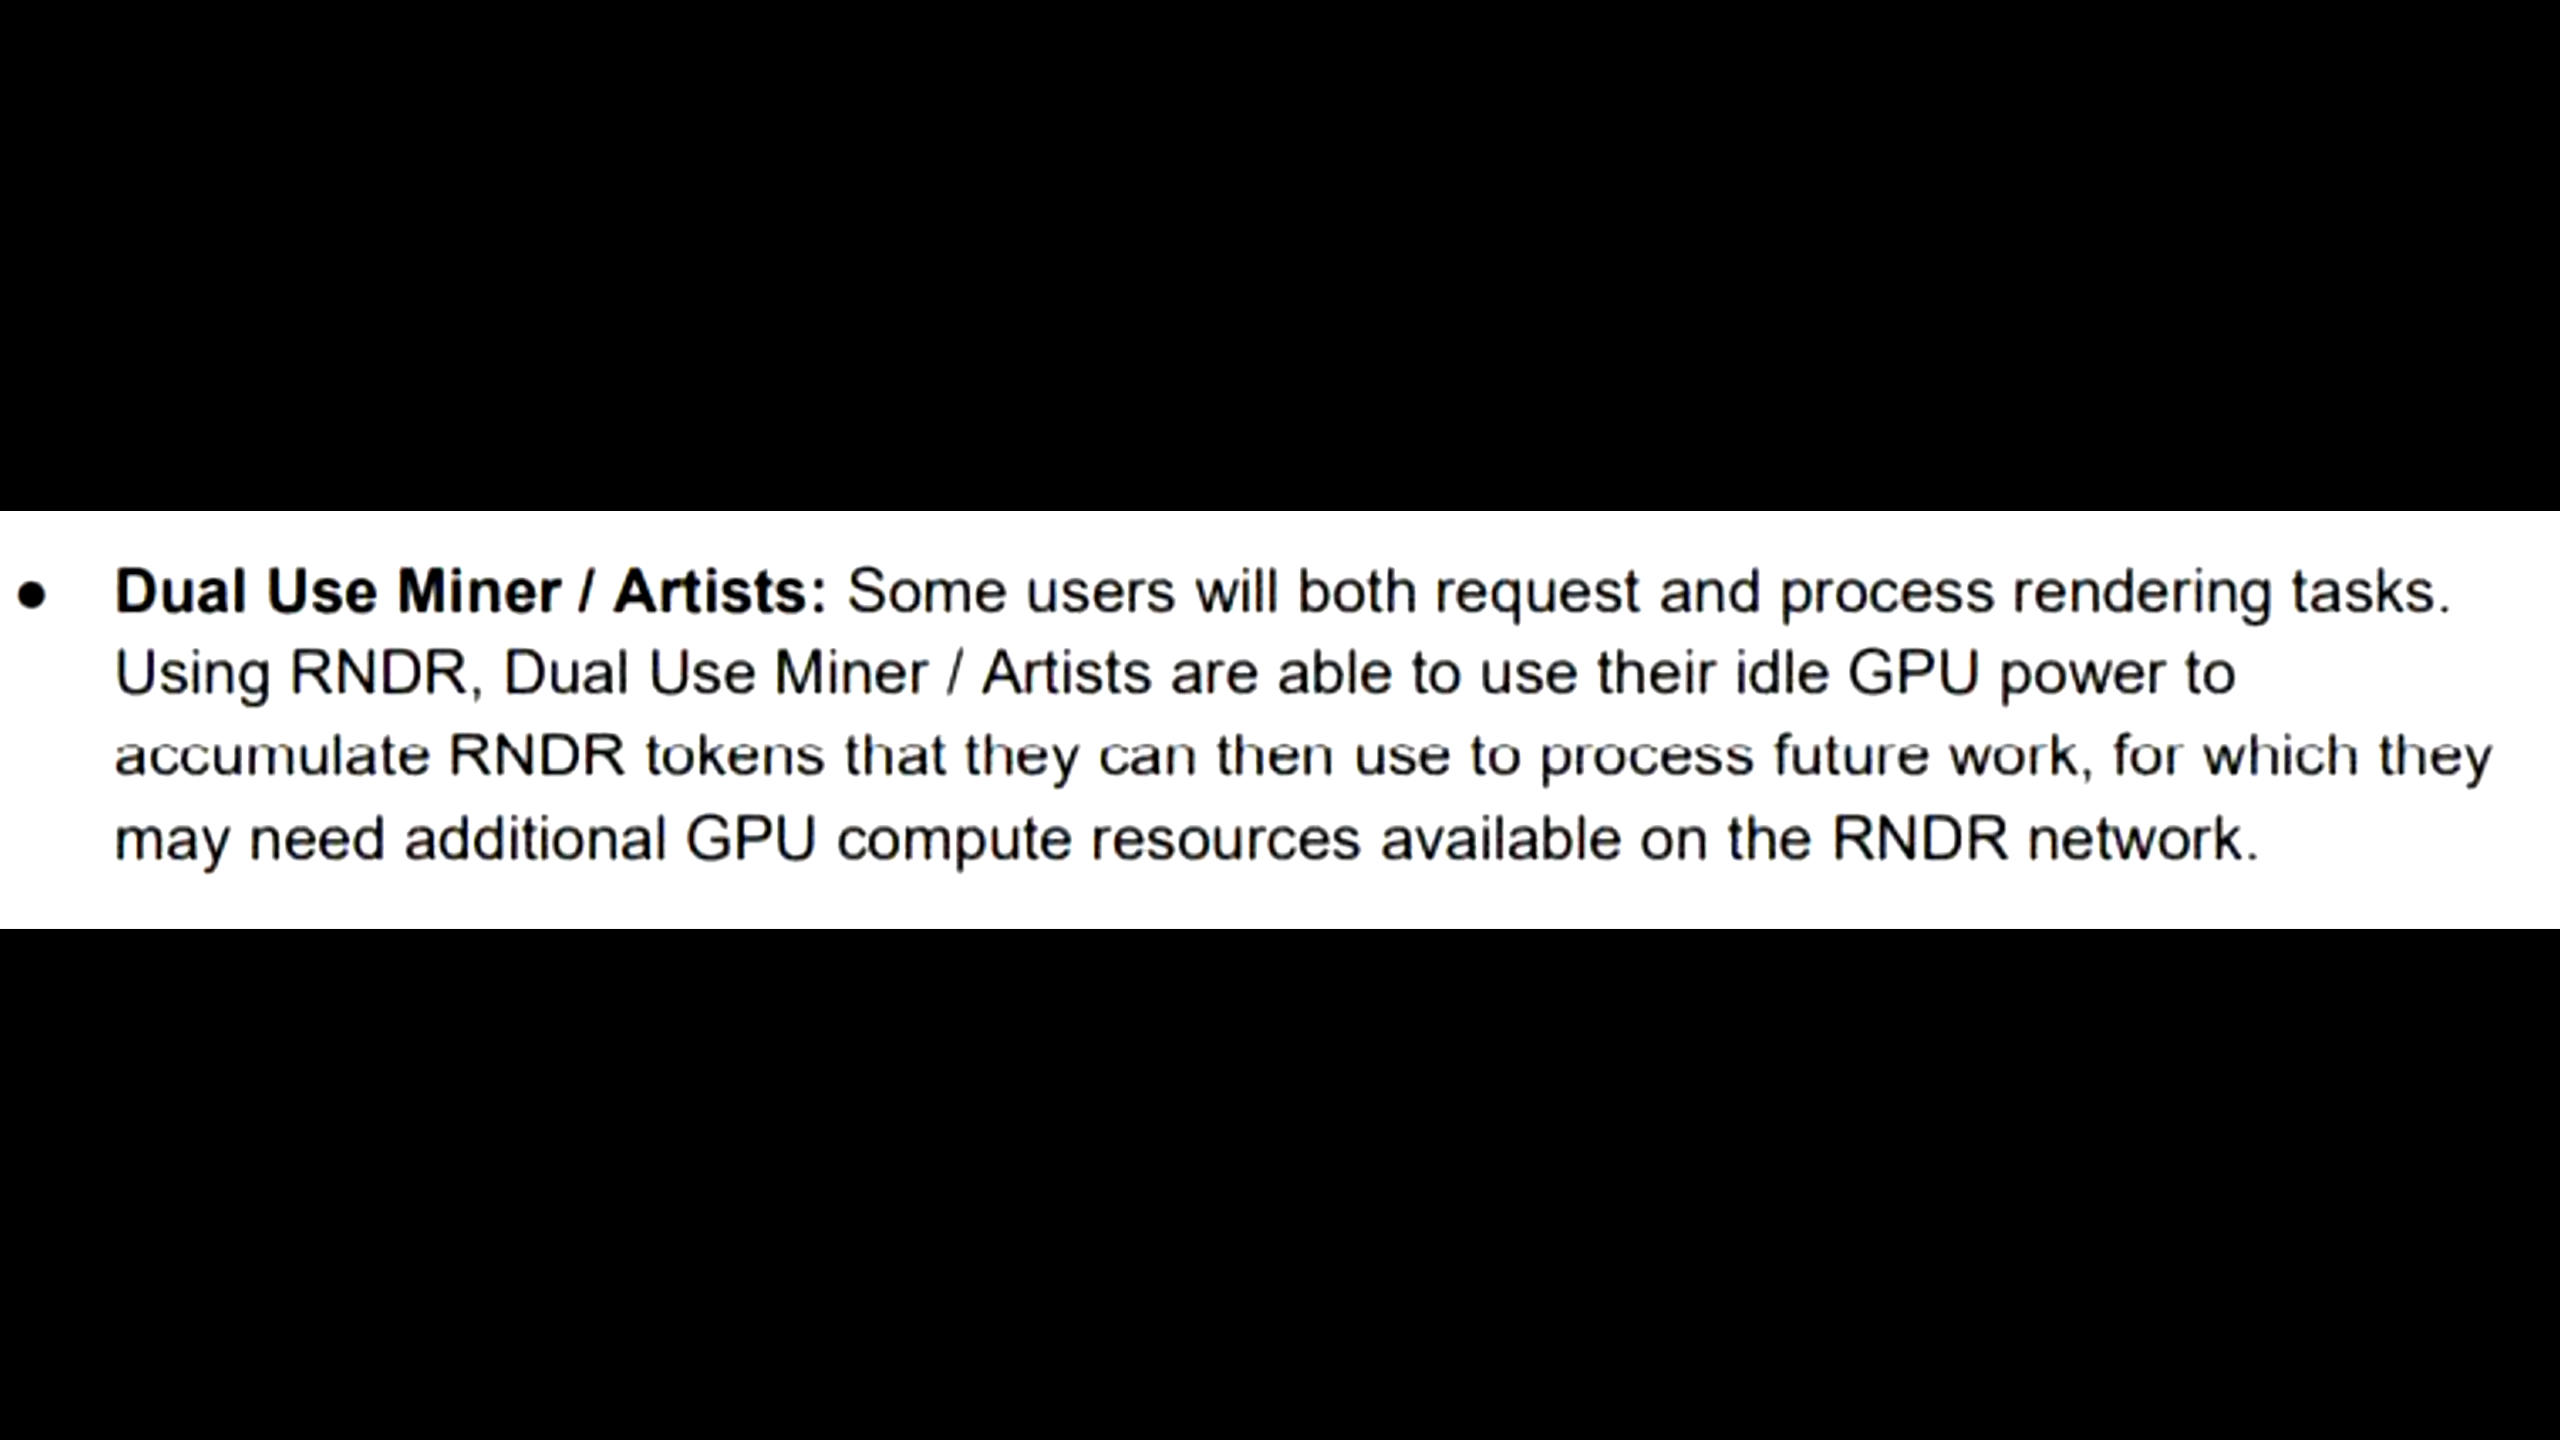 ● Dual Use Miner / Artists: Some users will both request and process rendering tasks.
Using RNDR, Dual Use Miner / Artists are able to use their idle GPU power to
accumulate RNDR tokens that they can then use to process future work, for which they
may need additional GPU compute resources available on the RNDR network.